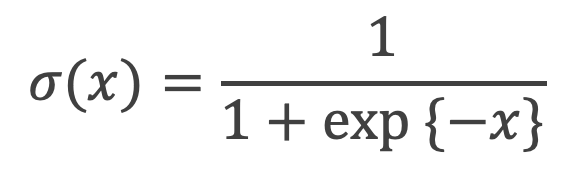 σ(x) = 1 / 1 + exp {−x}